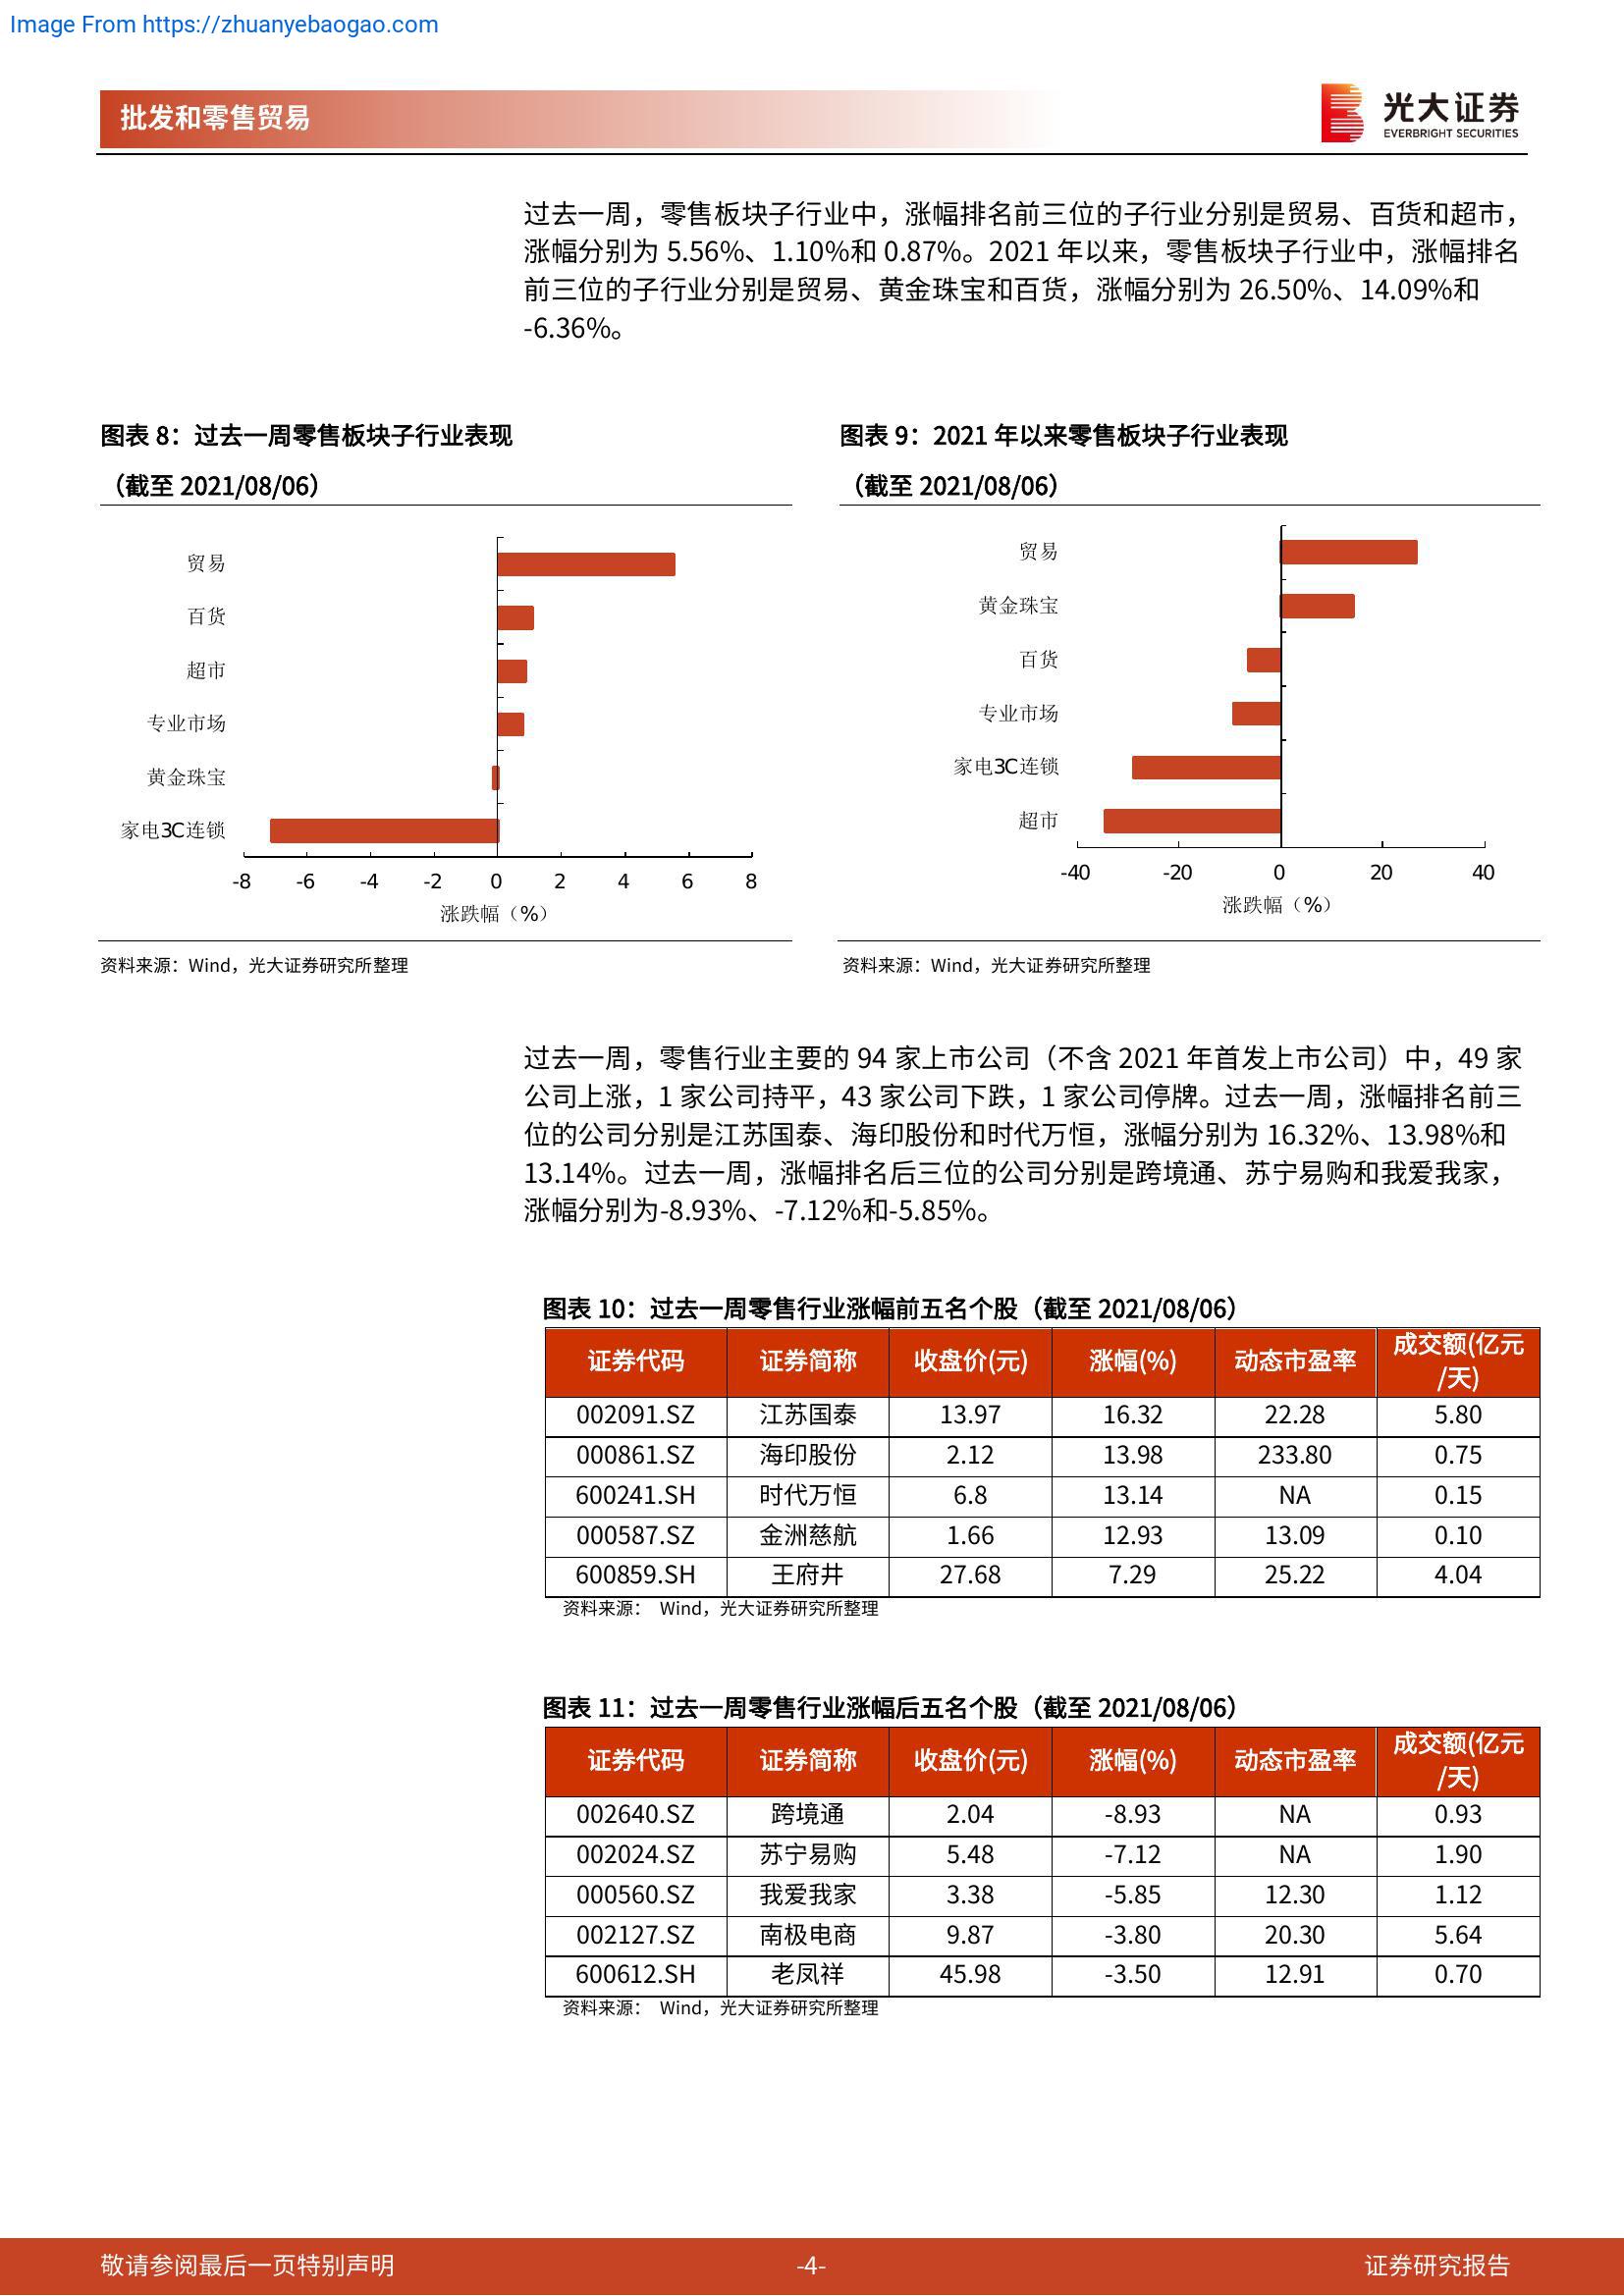 Image From https://zhuanyebaogao.com
批发和零售贸易
光大证券
EVERBRIGHT SECURITIES
过去一周，零售板块子行业中，涨幅排名前三位的子行业分别是贸易、百货和超市，
涨幅分别为 5.56%、1.10%和 0.87%。2021 年以来，零售板块子行业中，涨幅排名
前三位的子行业分别是贸易、黄金珠宝和百货，涨幅分别为 26.50%、14.09%和
-6.36%。
图表 8：过去一周零售板块子行业表现
（截至 2021/08/06）
贸易
百货
超市
专业市场
黄金珠宝
家电3C连锁
-8 -6 -4 -2 0 2 4 6 8
涨跌幅（%）
资料来源：Wind，光大证券研究所整理
图表 9：2021 年以来零售板块子行业表现
（截至 2021/08/06）
贸易
黄金珠宝
百货
专业市场
家电3C连锁
超市
-40 -20 0 20 40
涨跌幅（%）
资料来源：Wind，光大证券研究所整理
过去一周，零售行业主要的 94 家上市公司（不含 2021 年首发上市公司）中，49 家
公司上涨，1 家公司持平，43 家公司下跌，1 家公司停牌。过去一周，涨幅排名前三
位的公司分别是江苏国泰、海印股份和时代万恒，涨幅分别为 16.32%、13.98%和
13.14%。过去一周，涨幅排名后三位的公司分别是跨境通、苏宁易购和我爱我家，
涨幅分别为-8.93%、-7.12%和-5.85%。
图表 10：过去一周零售行业涨幅前五名个股（截至 2021/08/06）
证券代码 证券简称 收盘价(元) 涨幅(%) 动态市盈率 成交额(亿元
/天)
002091.SZ 江苏国泰 13.97 16.32 22.28 5.80
000861.SZ 海印股份 2.12 13.98 233.80 0.75
600241.SH 时代万恒 6.8 13.14 NA 0.15
000587.SZ 金洲慈航 1.66 12.93 13.09 0.10
600859.SH 王府井 27.68 7.29 25.22 4.04
资料来源： Wind，光大证券研究所整理
图表 11：过去一周零售行业涨幅后五名个股（截至 2021/08/06）
证券代码 证券简称 收盘价(元) 涨幅(%) 动态市盈率 成交额(亿元
/天)
002640.SZ 跨境通 2.04 -8.93 NA 0.93
002024.SZ 苏宁易购 5.48 -7.12 NA 1.90
000560.SZ 我爱我家 3.38 -5.85 12.30 1.12
002127.SZ 南极电商 9.87 -3.80 20.30 5.64
600612.SH 老凤祥 45.98 -3.50 12.91 0.70
资料来源： Wind，光大证券研究所整理
敬请参阅最后一页特别声明 -4- 证券研究报告